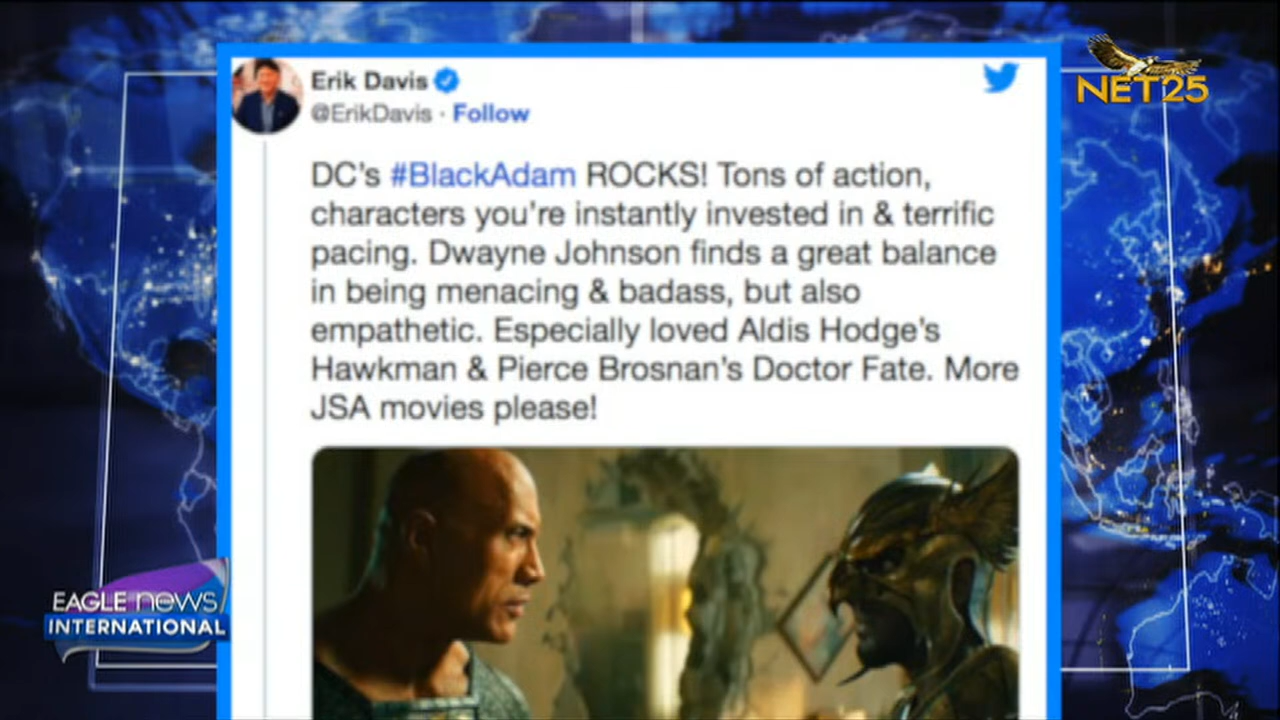 Erik Davis
@ErikDavis · Follow
NET25
DC's #BlackAdam ROCKS! Tons of action,
characters you're instantly invested in & terrific
pacing. Dwayne Johnson finds a great balance
in being menacing & badass, but also
empathetic. Especially loved Aldis Hodge's
Hawkman & Pierce Brosnan's Doctor Fate. More
JSA movies please!
EAGLE news
INTERNATIONAL